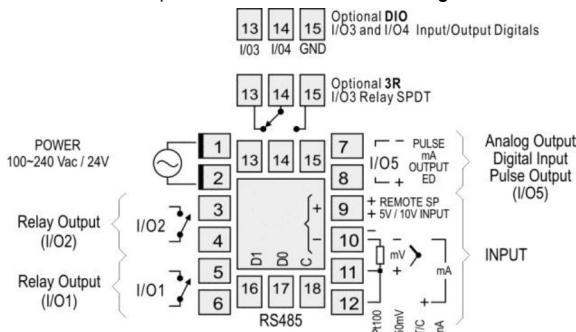 13 14 15 Optional DIO
I/O3 and I/O4 Input/Output Digitals
I/03 I/04 GND
13 14 15 Optional 3R
I/O3 Relay SPDT
POWER
100~240 Vac / 24V
1 13 14 15 7
2 8
I/O5
PULSE
mA
OUTPUT
ED
− +
Analog Output
Digital Input
Pulse Output
(I/O5)
Relay Output
(I/O2)
I/O2
3 + 9 + REMOTE SP
+ 5V / 10V INPUT
4 − 10 −
INPUT
Relay Output
(I/O1)
I/O1
5 D1 D0 C 11 + mV mA
6 16 17 18 12 +
RS485